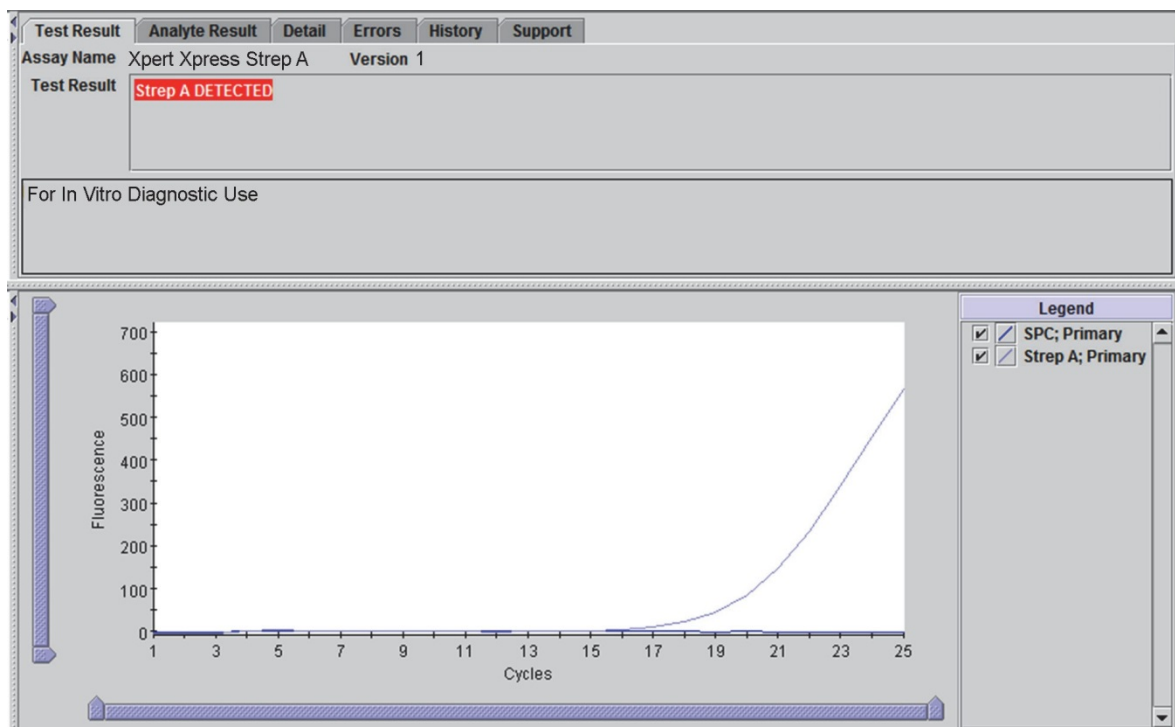 Test Result Analyte Result Detail Errors History Support
Assay Name Xpert Xpress Strep A Version 1
Test Result Strep A DETECTED
For In Vitro Diagnostic Use
Legend
SPC; Primary
Strep A; Primary
700
600
500
400
300
200
100
0
Fluorescence
1 3 5 7 9 11 13 15 17 19 21 23 25
Cycles